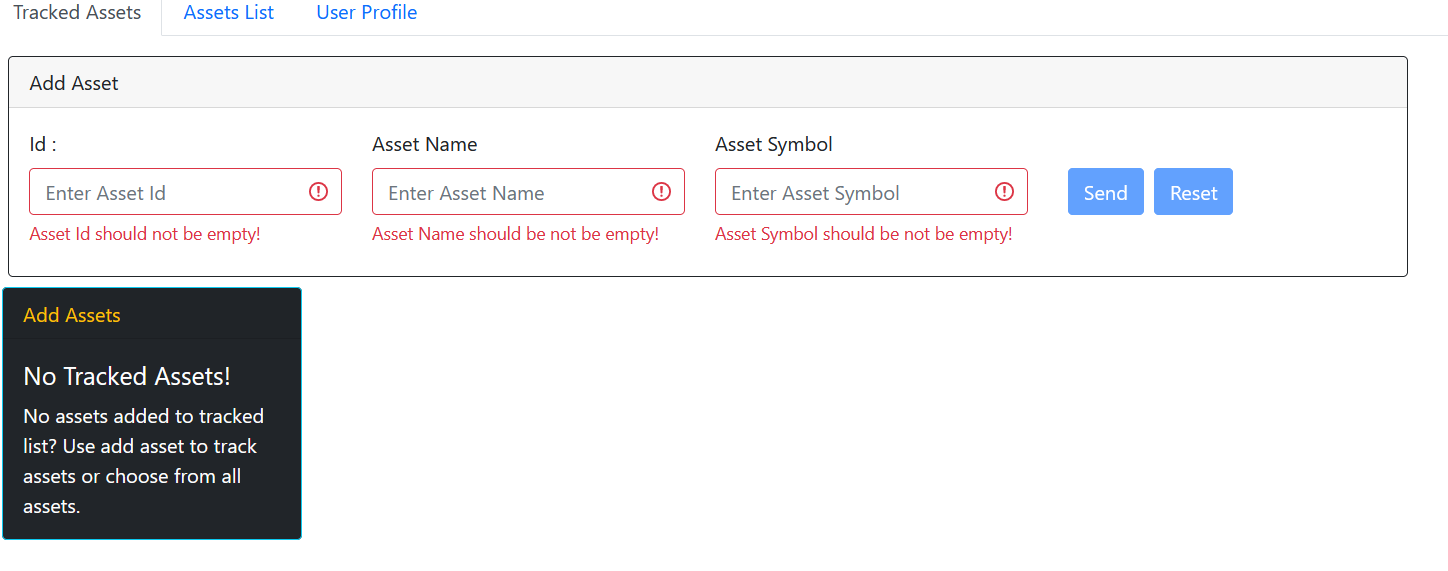 Tracked Assets Assets List User Profile
Add Asset
Id : Asset Name Asset Symbol
Enter Asset Id Enter Asset Name Enter Asset Symbol Send Reset
Asset Id should not be empty! Asset Name should be not be empty! Asset Symbol should be not be empty!
Add Assets
No Tracked Assets!
No assets added to tracked
list? Use add asset to track
assets or choose from all
assets.